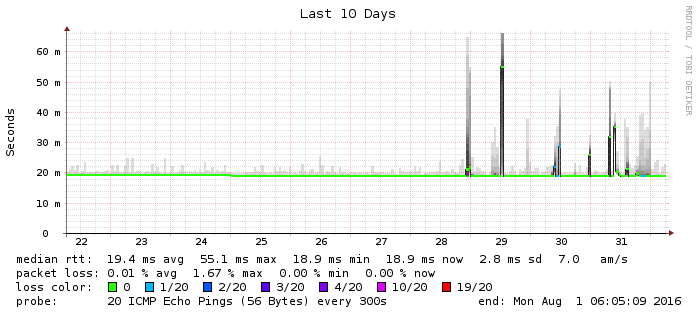 Last 10 Days
RRDTOOL / TOBI OETIKER
Seconds
60 m
50 m
40 m
30 m
20 m
10 m
0
22 23 24 25 26 27 28 29 30 31
median rtt: 19.4 ms avg 55.1 ms max 18.9 ms min 18.9 ms now 2.8 ms sd 7.0 am/s
packet loss: 0.01 % avg 1.67 % max 0.00 % min 0.00 % now
loss color: 0 1/20 2/20 3/20 4/20 10/20 19/20
probe: 20 ICMP Echo Pings (56 Bytes) every 300s end: Mon Aug 1 06:05:09 2016